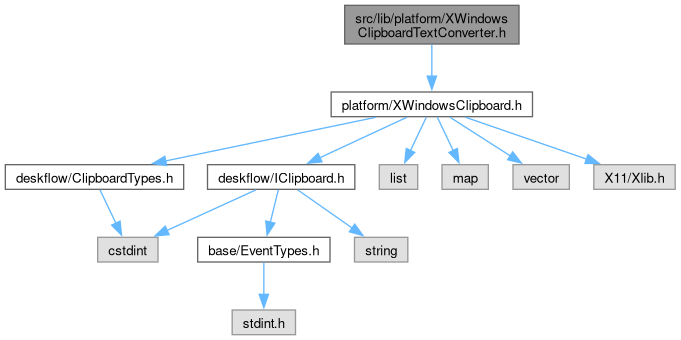 src/lib/platform/XWindows
ClipboardTextConverter.h
platform/XWindowsClipboard.h
deskflow/ClipboardTypes.h
deskflow/IClipboard.h
list
map
vector
X11/Xlib.h
cstdint
base/EventTypes.h
string
stdint.h